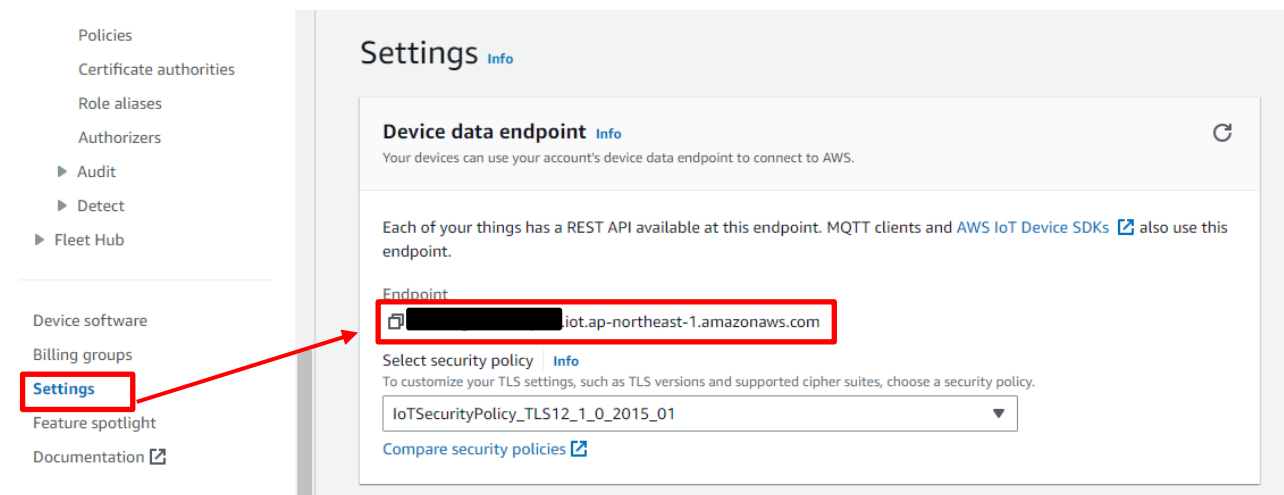 Policies
Certificate authorities
Role aliases
Authorizers
Audit
Detect
Fleet Hub
Device software
Billing groups
Settings
Feature spotlight
Documentation
Settings Info
Device data endpoint Info
Your devices can use your account's device data endpoint to connect to AWS.
Each of your things has a REST API available at this endpoint. MQTT clients and AWS IoT Device SDKs also use this
endpoint.
Endpoint
.iot.ap-northeast-1.amazonaws.com
Select security policy Info
To customize your TLS settings, such as TLS versions and supported cipher suites, choose a security policy.
IoTSecurityPolicy_TLS12_1_0_2015_01
Compare security policies